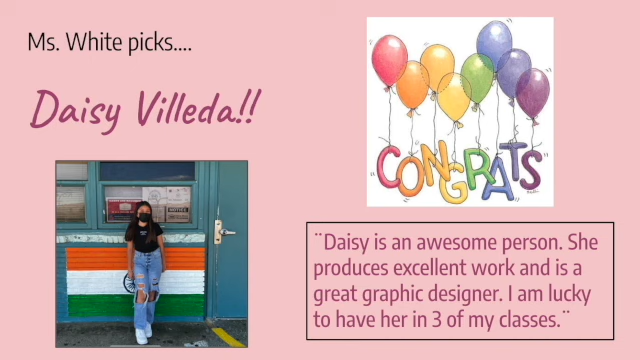 Ms. White picks....
Daisy Villeda!!
"CONGRATS"
¨Daisy is an awesome person. She
produces excellent work and is a
great graphic designer. I am lucky
to have her in 3 of my classes.¨